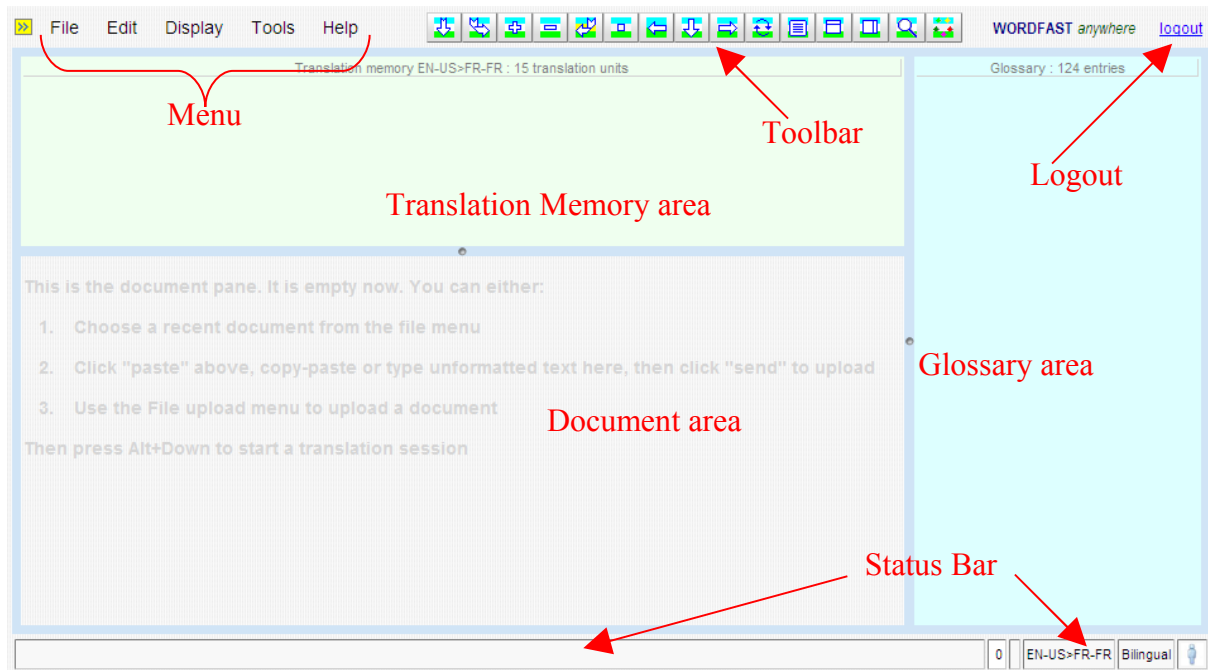 File Edit Display Tools Help WORDFAST anywhere logout
Translation memory EN-US>FR-FR : 15 translation units
Glossary : 124 entries
Menu
Toolbar
Logout
Translation Memory area
This is the document pane. It is empty now. You can either:
1. Choose a recent document from the file menu
2. Click "paste" above, copy-paste or type unformatted text here, then click "send" to upload
Glossary area
3. Use the File upload menu to upload a document
Document area
Then press Alt+Down to start a translation session
Status Bar
0 EN-US>FR-FR Bilingual